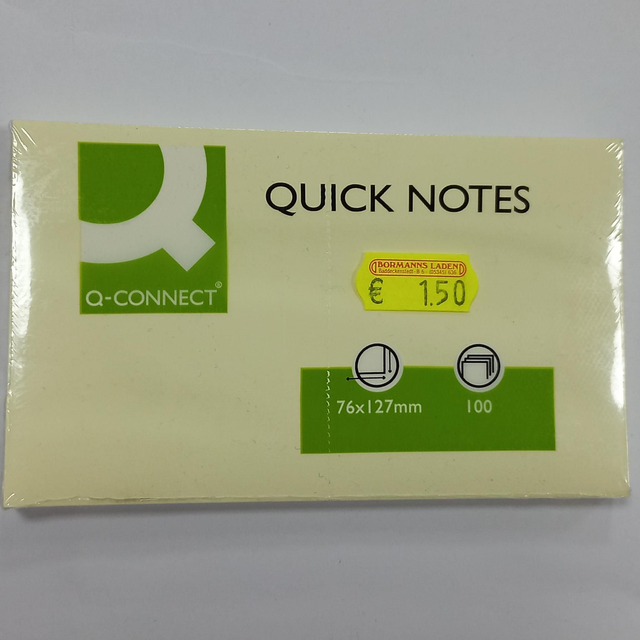 Q-CONNECT®
QUICK NOTES
BORMANNS LADEN
€ 1.50
76x127mm
100